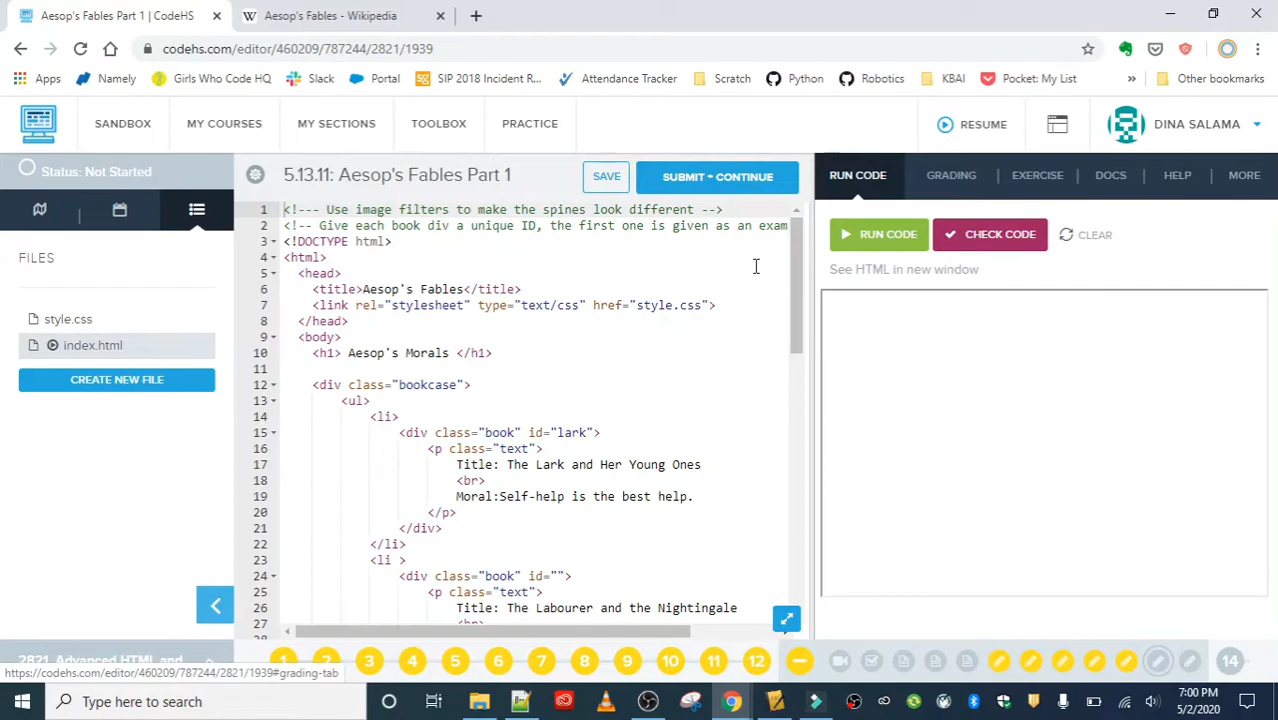 Aesop's Fables Part 1 | CodeHS
Aesop's Fables - Wikipedia
codehs.com/editor/460209/787244/2821/1939
Apps Namely Girls Who Code HQ Slack Portal SIP 2018 Incident R... Attendance Tracker Scratch Python Robotics KBAI Pocket: My List » Other bookmarks
SANDBOX MY COURSES MY SECTIONS TOOLBOX PRACTICE RESUME DINA SALAMA
Status: Not Started
5.13.11: Aesop's Fables Part 1 SAVE SUBMIT + CONTINUE
RUN CODE GRADING EXERCISE DOCS HELP MORE
FILES
style.css
index.html
CREATE NEW FILE
1 <!--- Use image filters to make the spines look different -->
2 <!-- Give each book div a unique ID, the first one is given as an exam
3 <!DOCTYPE html>
4 <html>
5 <head>
6 <title>Aesop's Fables</title>
7 <link rel="stylesheet" type="text/css" href="style.css">
8 </head>
9 <body>
10 <h1> Aesop's Morals </h1>
11
12 <div class="bookcase">
13 <ul>
14 <li>
15 <div class="book" id="lark">
16 <p class="text">
17 Title: The Lark and Her Young Ones
18 <br>
19 Moral:Self-help is the best help.
20 </p>
21 </div>
22 </li>
23 <li >
24 <div class="book" id="">
25 <p class="text">
26 Title: The Labourer and the Nightingale
27 <br>
28
RUN CODE CHECK CODE CLEAR
See HTML in new window
2821. Advanced HTML and
1 2 3 4 5 6 7 8 9 10 11 12 14
https://codehs.com/editor/460209/787244/2821/1939#grading-tab
Type here to search
7:00 PM
5/2/2020